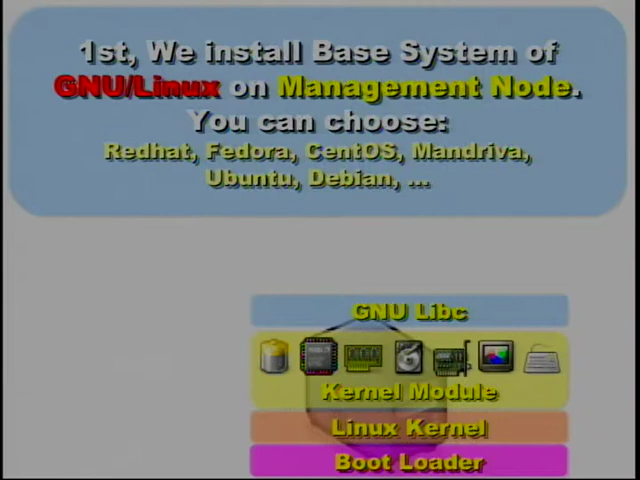 1st, We install Base System of
GNU/Linux on Management Node.
You can choose:
Redhat, Fedora, CentOS, Mandriva,
Ubuntu, Debian, ...
GNU Libc
Kernel Module
Linux Kernel
Boot Loader